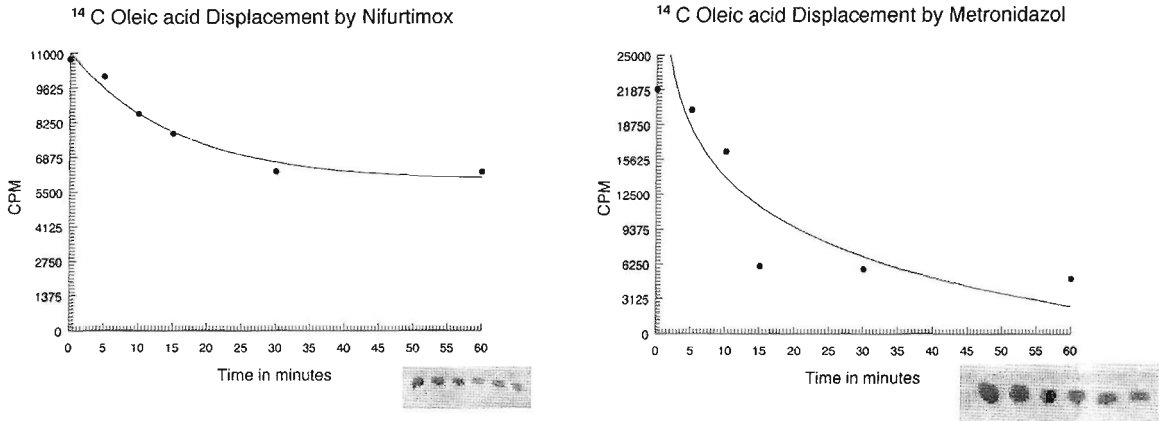 14 C Oleic acid Displacement by Nifurtimox
11000
9625
8250
6875
5500
4125
2750
1375
0
CPM
0 5 10 15 20 25 30 35 40 45 50 55 60
Time in minutes
14 C Oleic acid Displacement by Metronidazol
25000
21875
18750
15625
12500
9375
6250
3125
0
CPM
0 5 10 15 20 25 30 35 40 45 50 55 60
Time in minutes